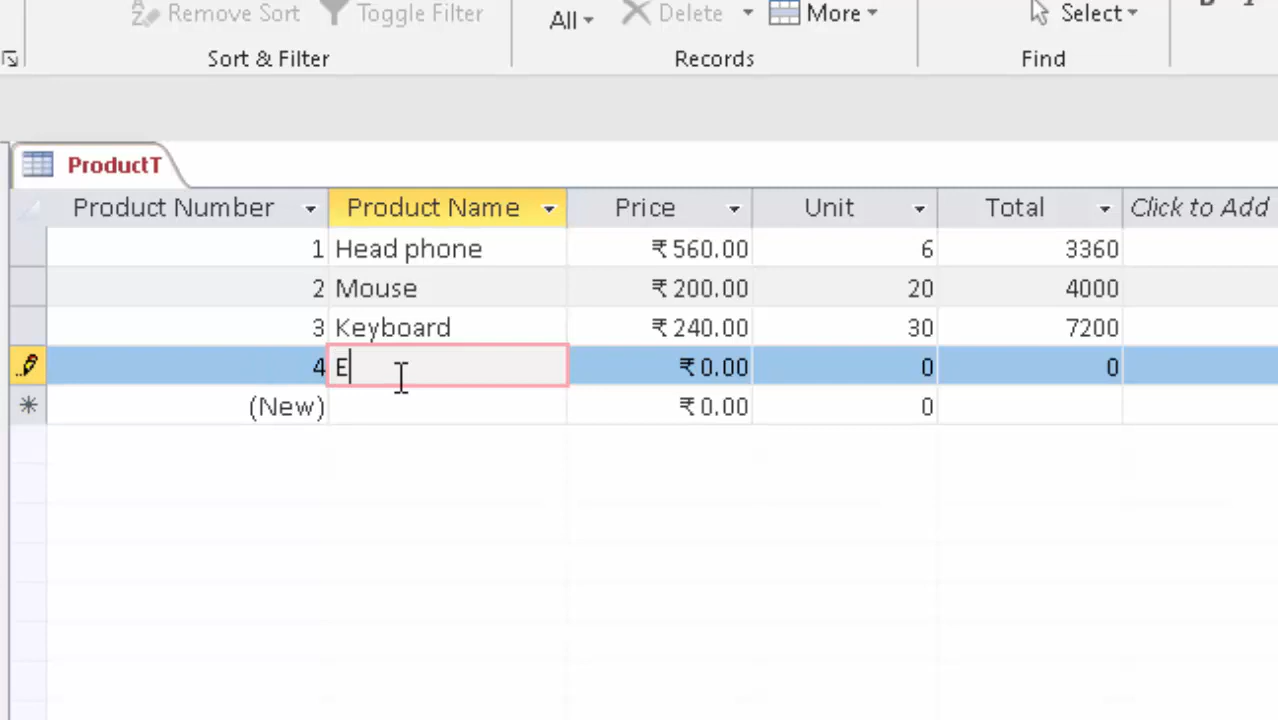 Remove Sort Toggle Filter All Delete More Select
Sort & Filter Records Find
ProductT
Product Number Product Name Price Unit Total Click to Add
1 Head phone ₹ 560.00 6 3360
2 Mouse ₹ 200.00 20 4000
3 Keyboard ₹ 240.00 30 7200
4 E ₹ 0.00 0 0
(New) ₹ 0.00 0